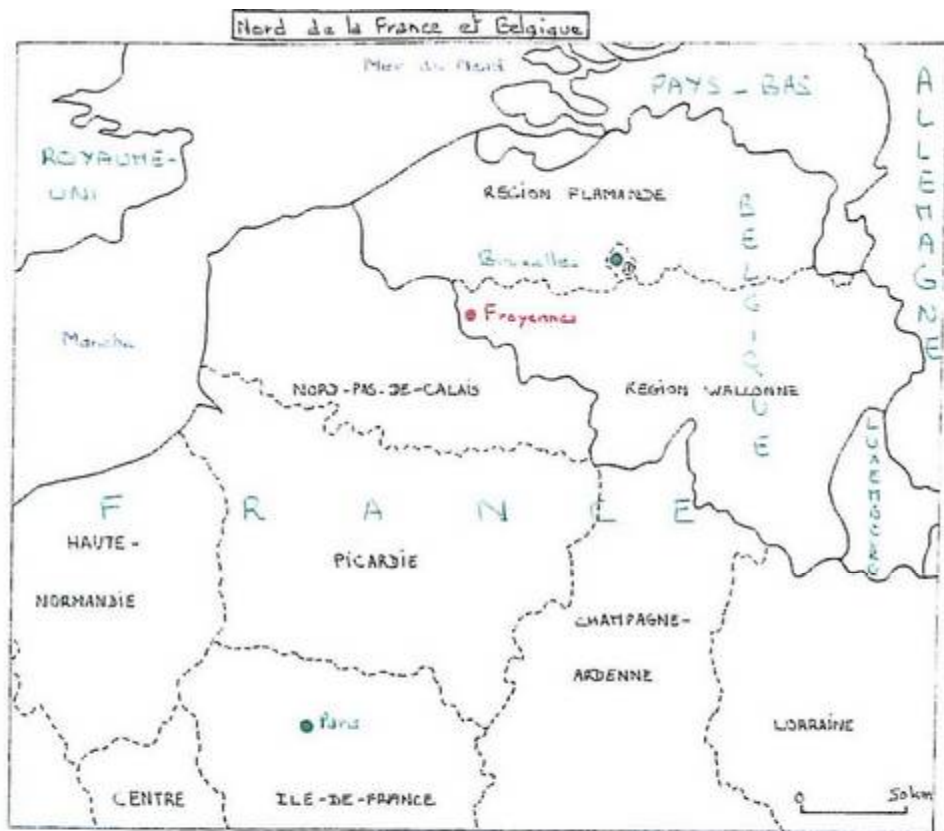 Nord de la France et Belgique
Mer du Nord
PAYS-BAS
ALLEMAGNE
ROYAUME-
UNI
REGION FLAMANDE
BELGIQUE
Bruxelles
Froyennes
Manche
NORD-PAS-DE-CALAIS
REGION WALLONNE
LUXEMBOURG
FRANCE
HAUTE-
NORMANDIE
PICARDIE
CHAMPAGNE-
ARDENNE
Paris
LORRAINE
CENTRE
ILE-DE-FRANCE
0 50km